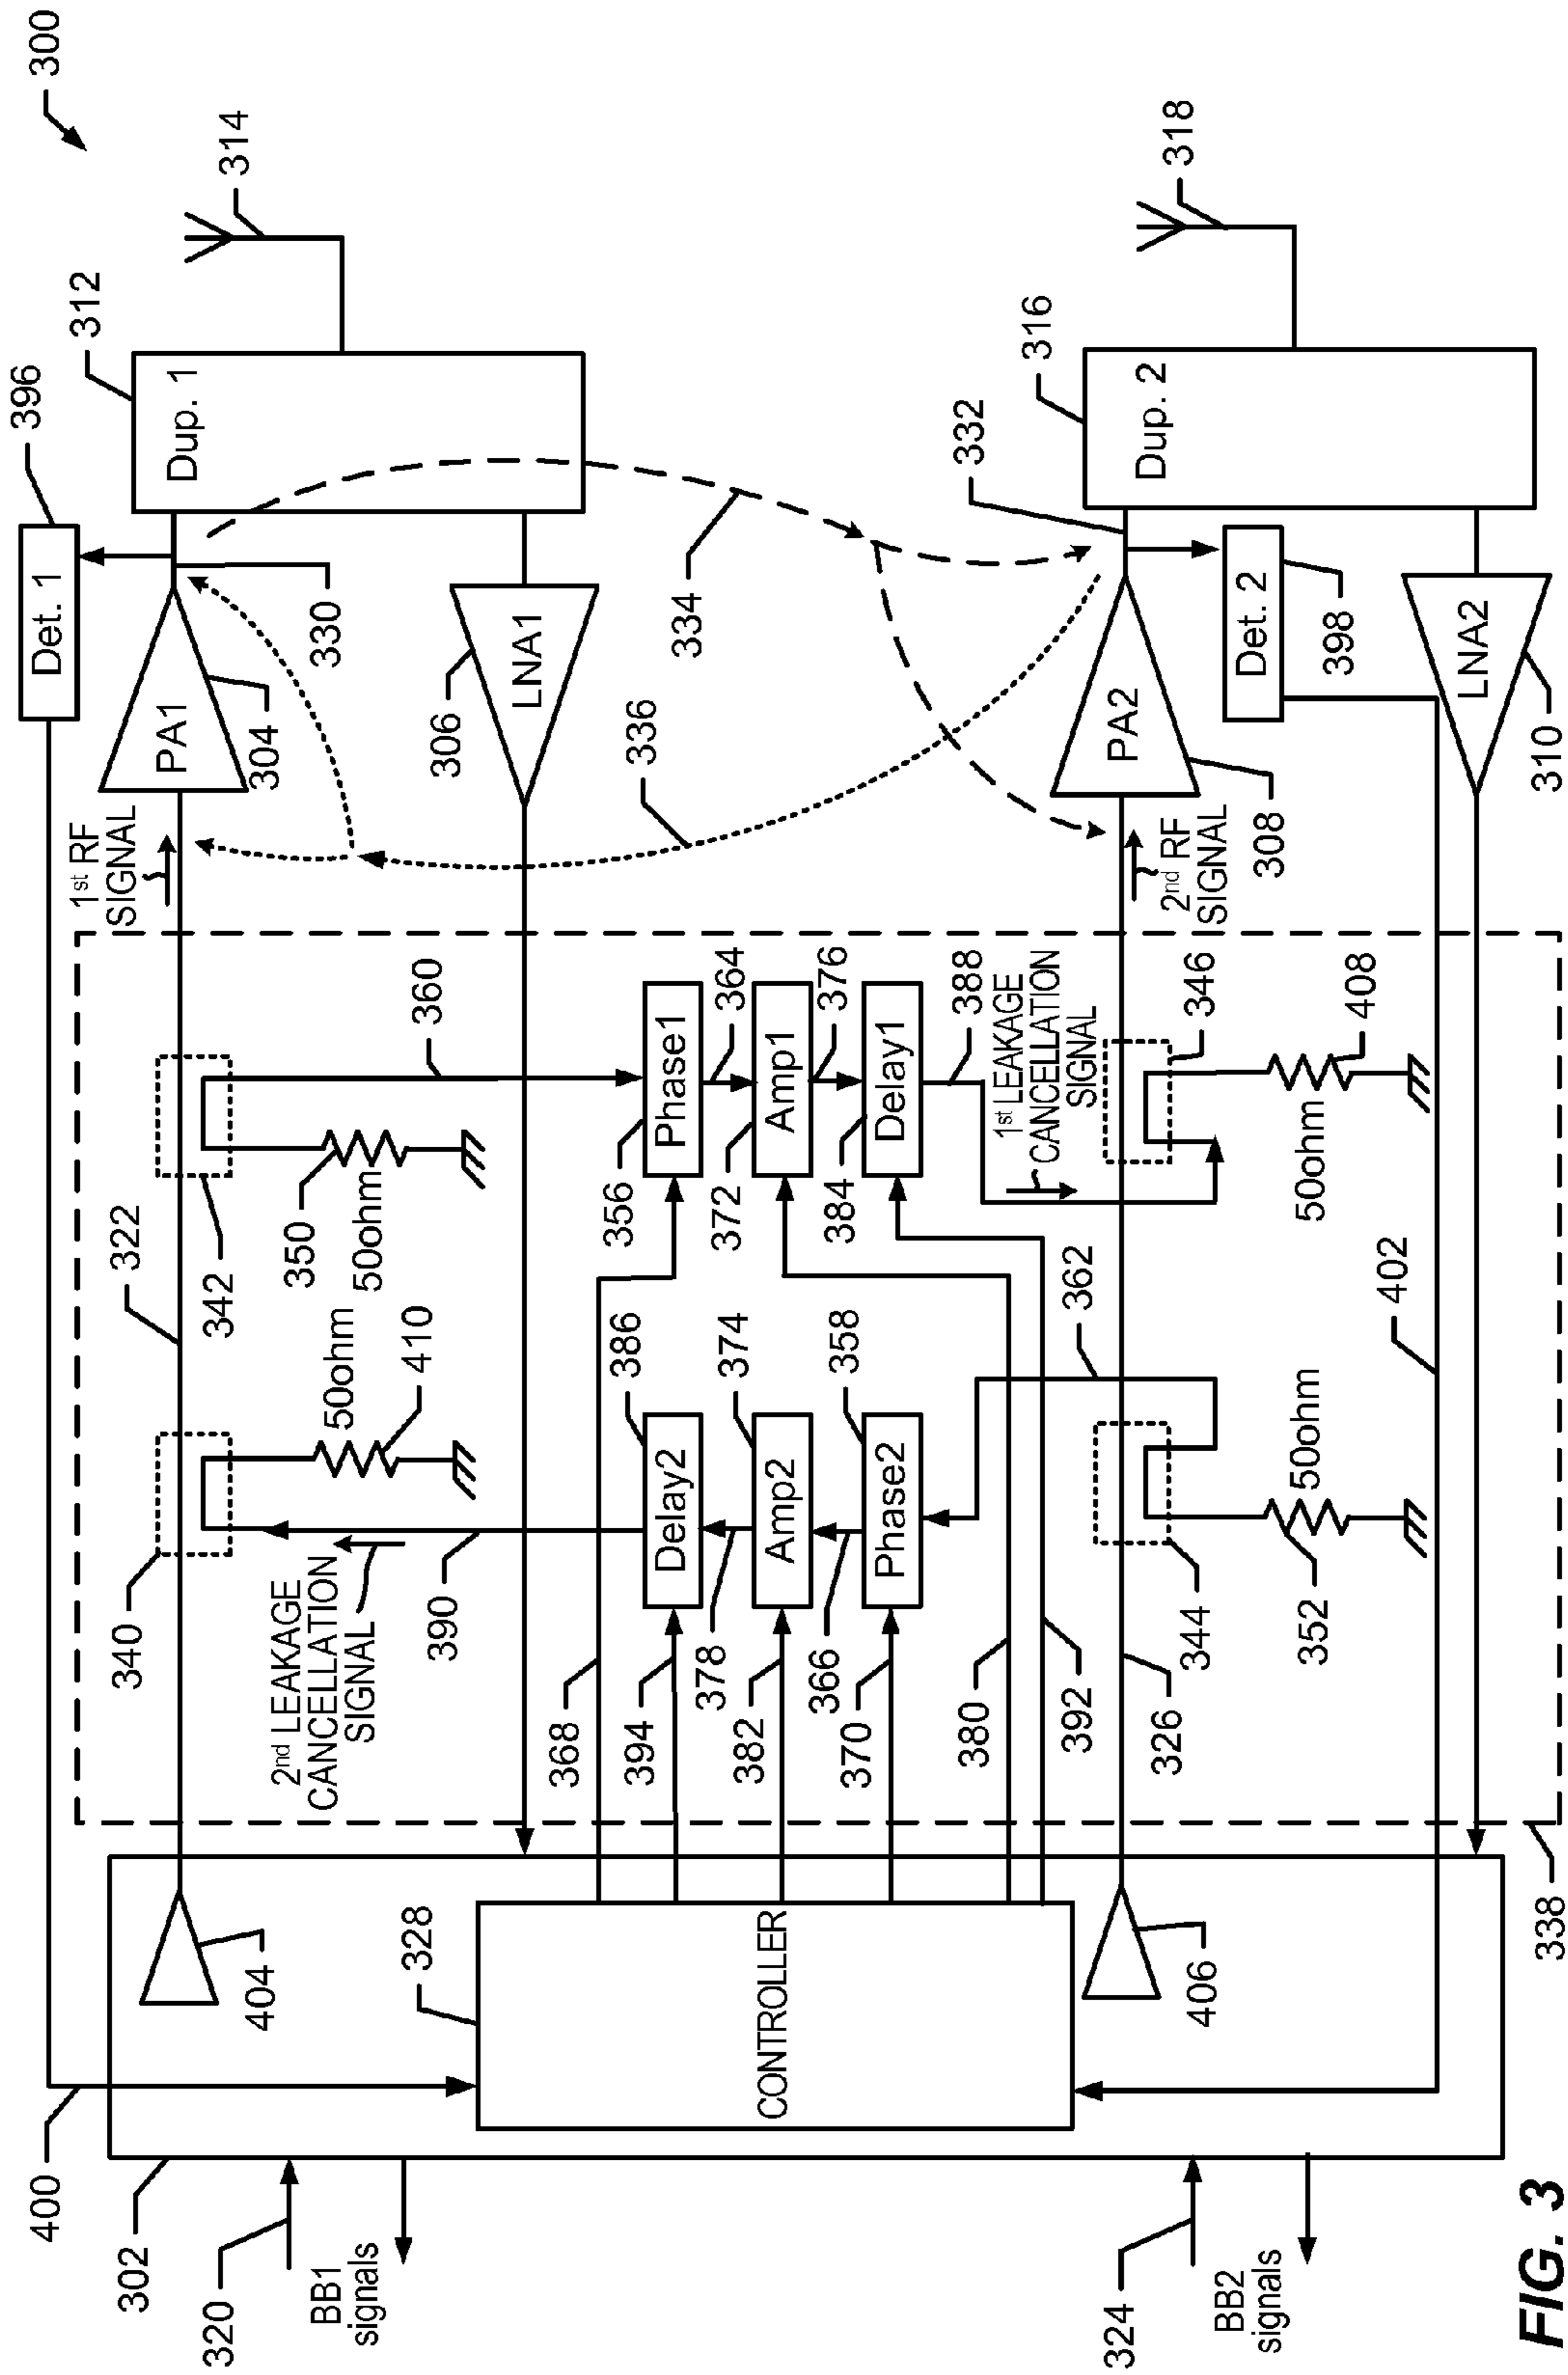 300
400
302
320
BB1
signals
324
BB2
signals
404
328
CONTROLLER
406
338
340
2nd LEAKAGE
CANCELLATION
SIGNAL
390
50ohm
410
322
342
350
50ohm
360
368
394
378
382
366
370
380
392
326
386
Delay2
374
Amp2
358
Phase2
356
Phase1
364
372
Amp1
376
384
Delay1
388
1st LEAKAGE
CANCELLATION
SIGNAL
362
344
352
50ohm
402
346
408
50ohm
1st RF
SIGNAL
PA1
304
330
Det. 1
396
312
Dup. 1
314
306
LNA1
334
336
2nd RF
SIGNAL
PA2
308
332
316
Dup. 2
318
Det. 2
398
LNA2
310
FIG. 3